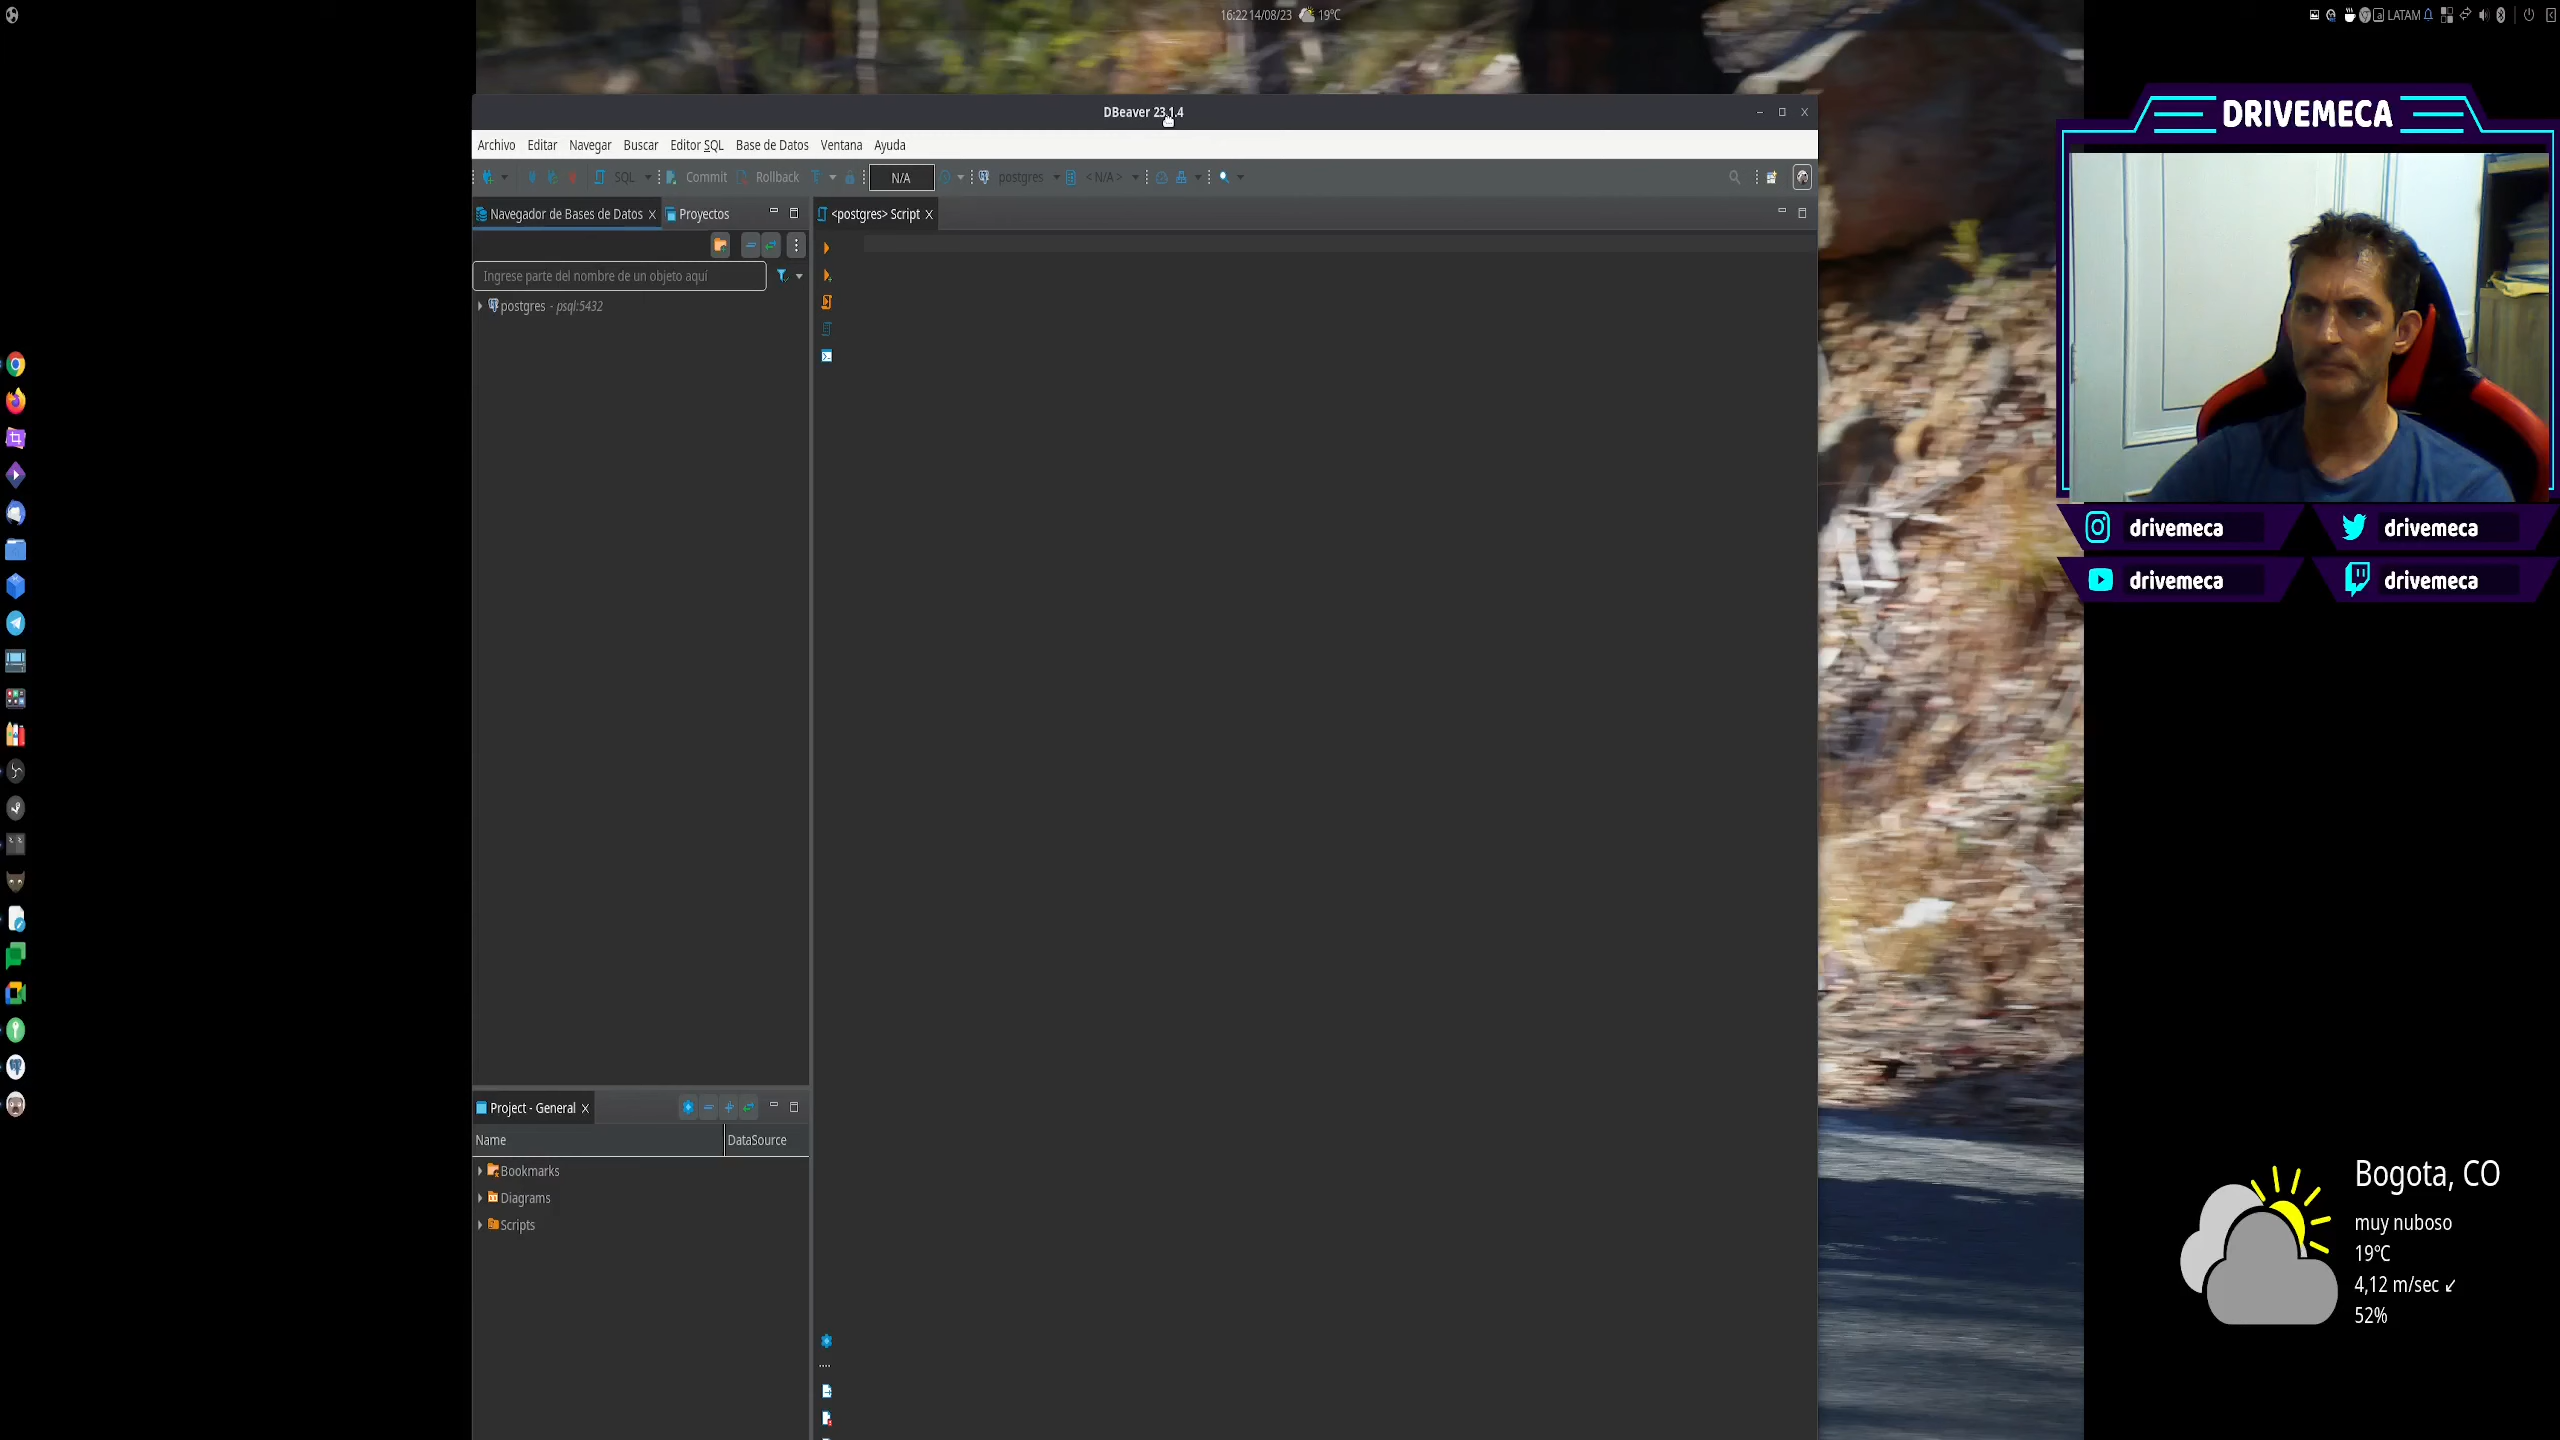 16:22 14/08/23 19°C
LATAM
DBeaver 23.1.4
Archivo Editar Navegar Buscar Editor SQL Base de Datos Ventana Ayuda
SQL Commit Rollback T N/A postgres <N/A>
Navegador de Bases de Datos Proyectos
<postgres> Script
Ingrese parte del nombre de un objeto aquí
postgres - psql:5432
Project - General
Name DataSource
Bookmarks
Diagrams
Scripts
DRIVEMECA
drivemeca drivemeca
drivemeca drivemeca
Bogota, CO
muy nuboso
19°C
4,12 m/sec ↙
52%